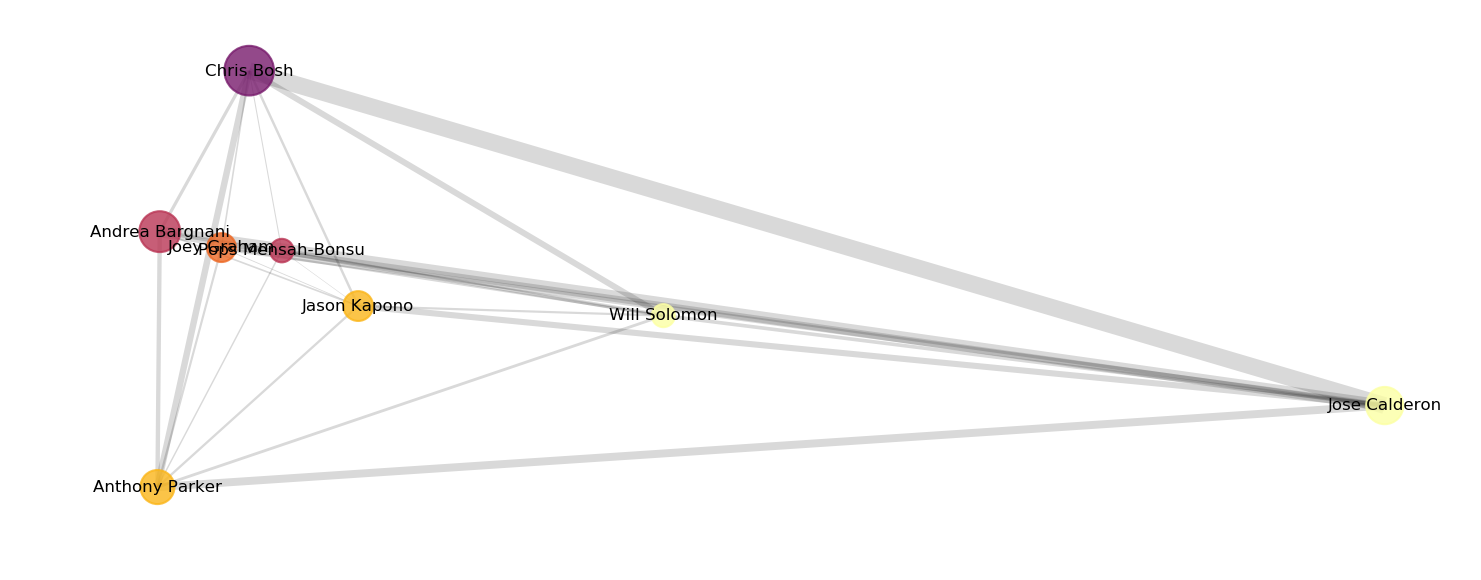 Chris Bosh
Andrea Bargnani
Joey Graham
Pops Mensah-Bonsu
Jason Kapono
Will Solomon
Jose Calderon
Anthony Parker